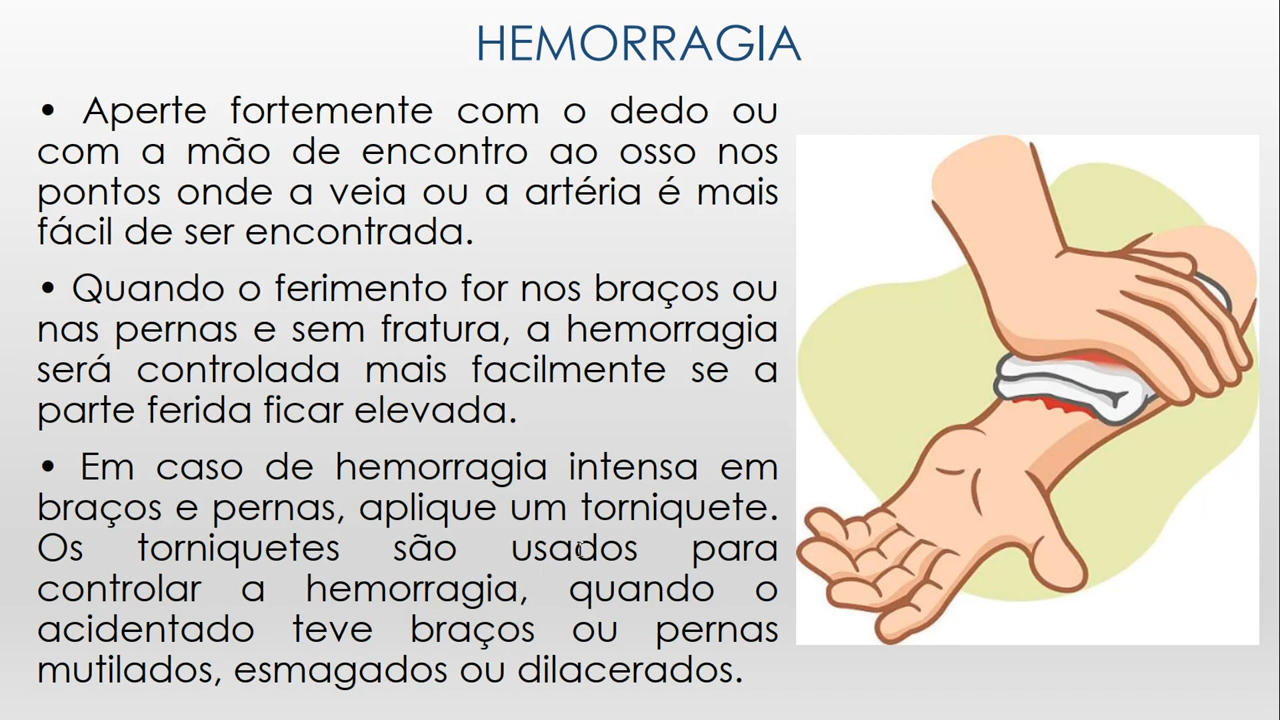 HEMORRAGIA
• Aperte fortemente com o dedo ou
com a mão de encontro ao osso nos
pontos onde a veia ou a artéria é mais
fácil de ser encontrada.
• Quando o ferimento for nos braços ou
nas pernas e sem fratura, a hemorragia
será controlada mais facilmente se a
parte ferida ficar elevada.
• Em caso de hemorragia intensa em
braços e pernas, aplique um torniquete.
Os torniquetes são usados para
controlar a hemorragia, quando o
acidentado teve braços ou pernas
mutilados, esmagados ou dilacerados.